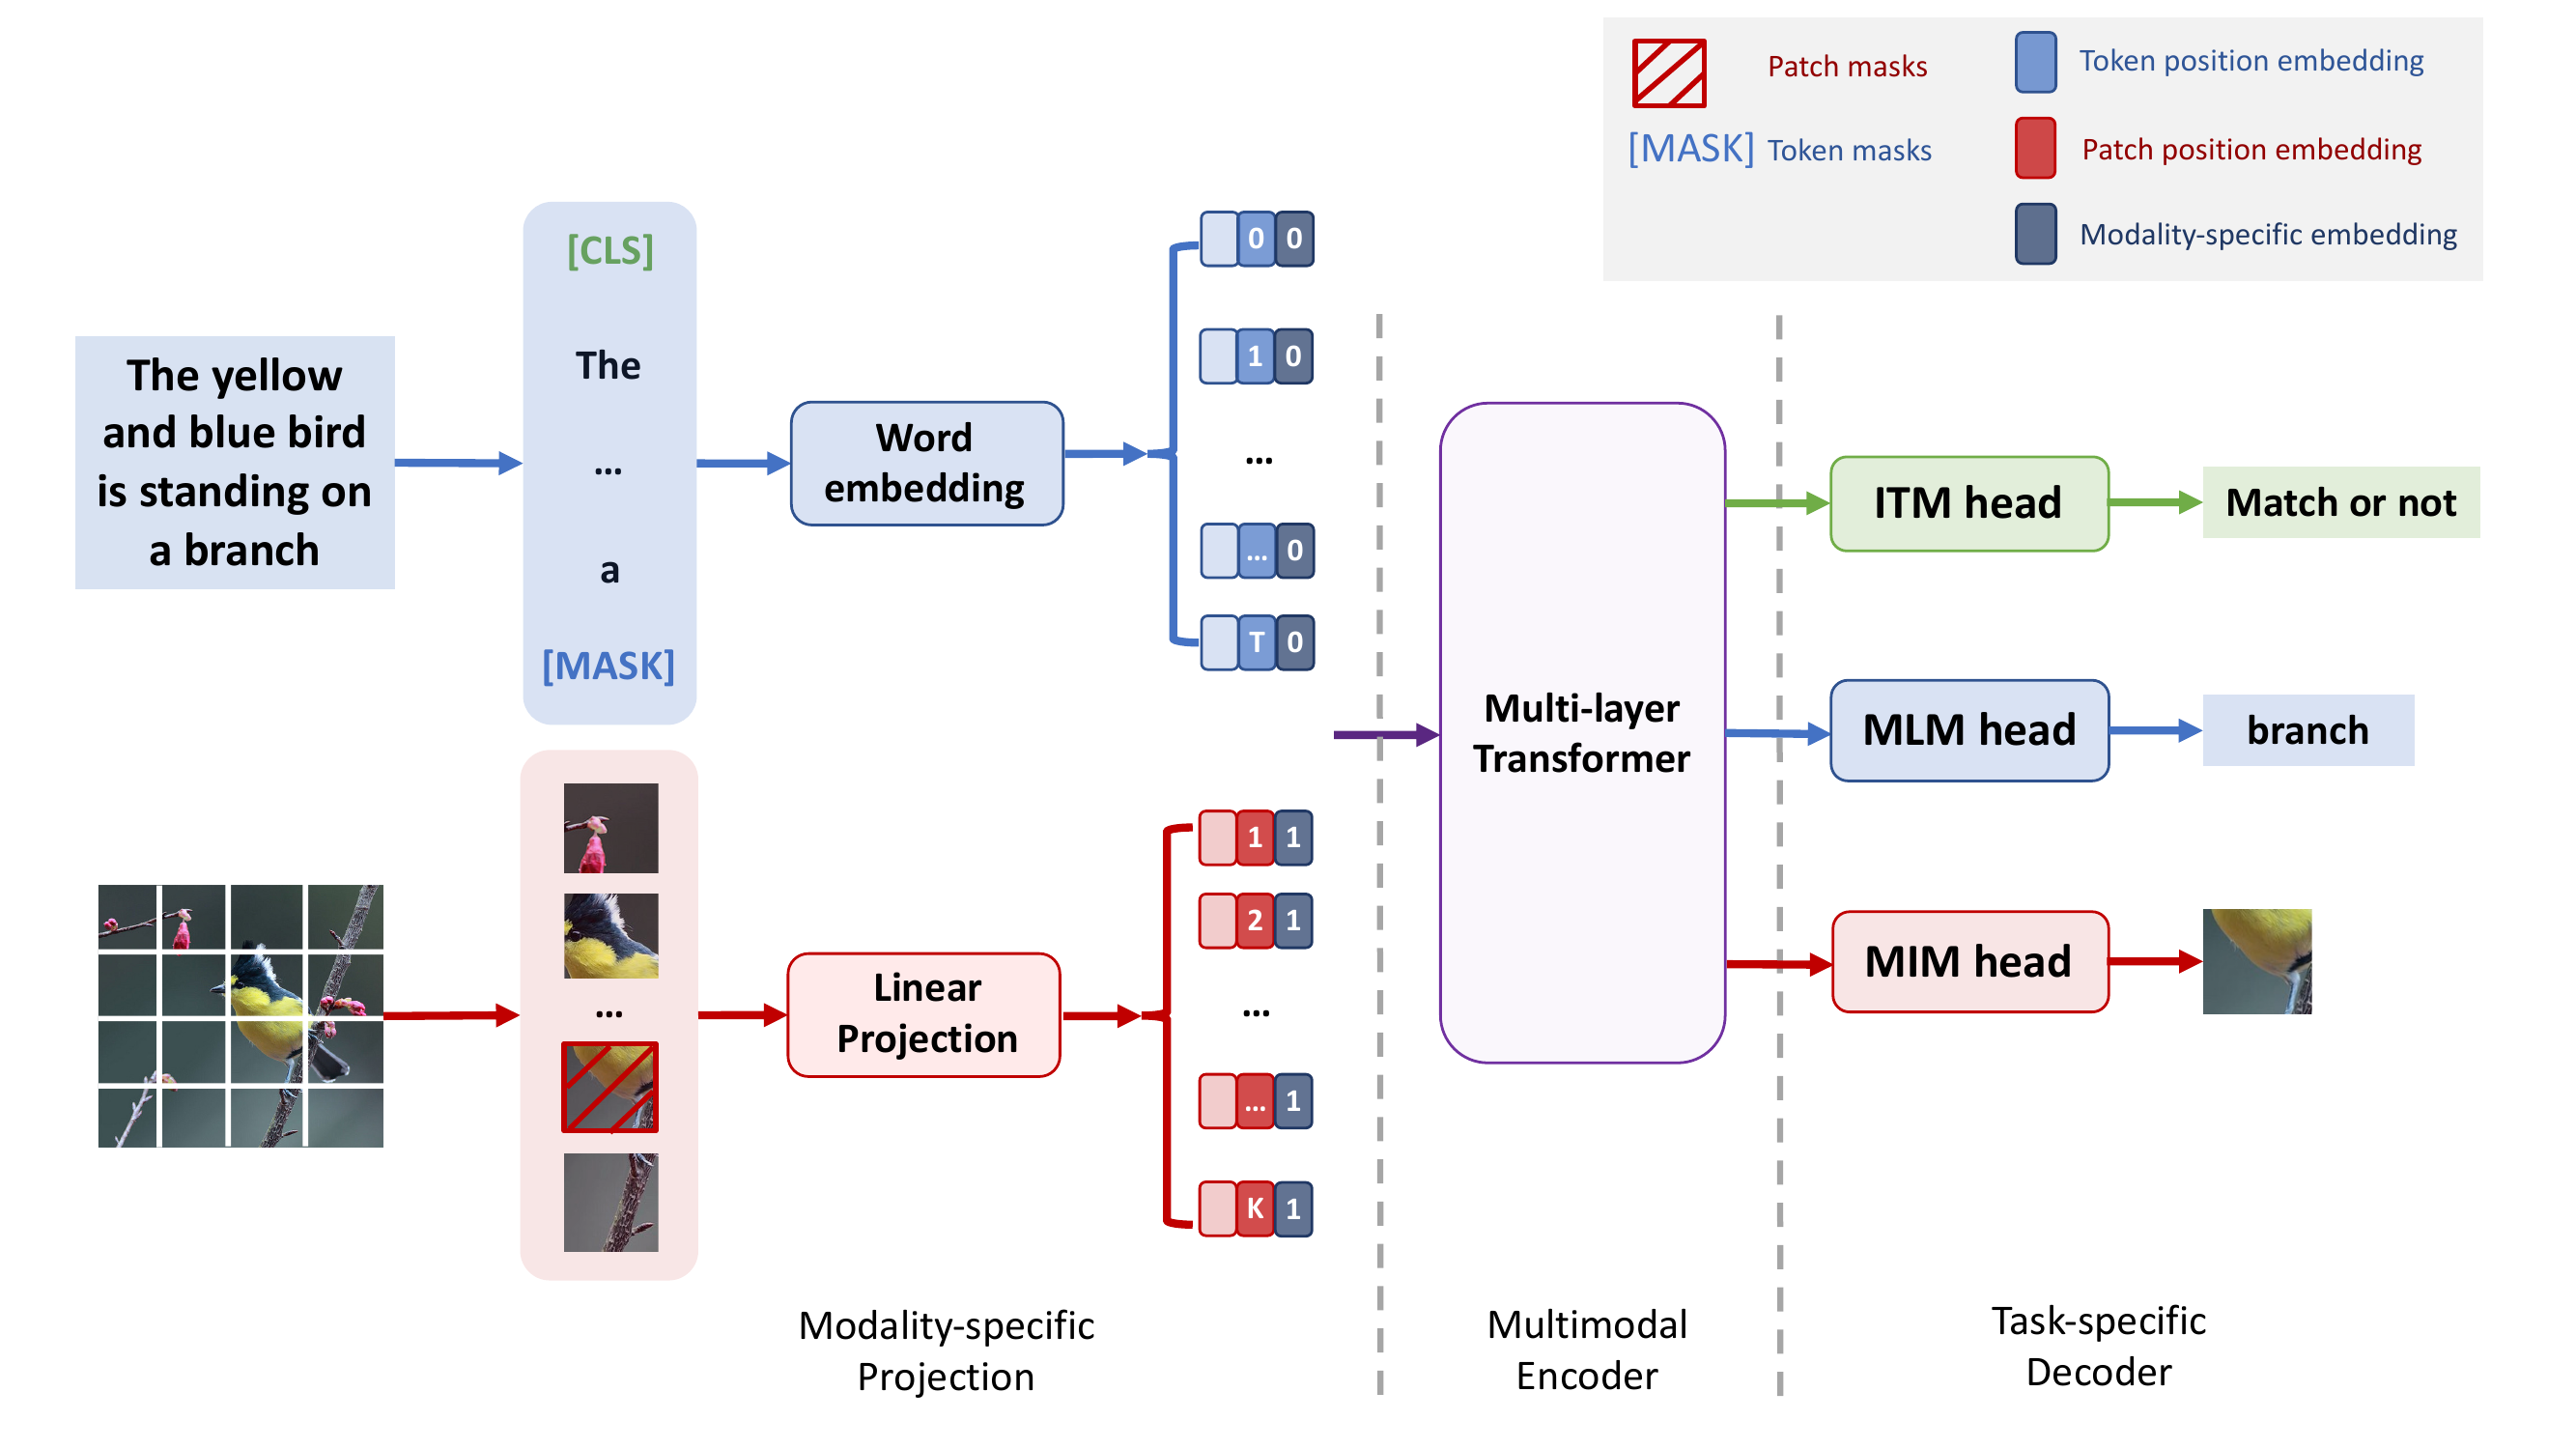 Patch masks
[MASK] Token masks
Token position embedding
Patch position embedding
Modality-specific embedding
The yellow
and blue bird
is standing on
a branch
[CLS]
The
...
a
[MASK]
Word
embedding
0 0
1 0
...
... 0
T 0
...
Linear
Projection
1 1
2 1
...
... 1
K 1
Multi-layer
Transformer
ITM head
Match or not
MLM head
branch
MIM head
Modality-specific
Projection
Multimodal
Encoder
Task-specific
Decoder